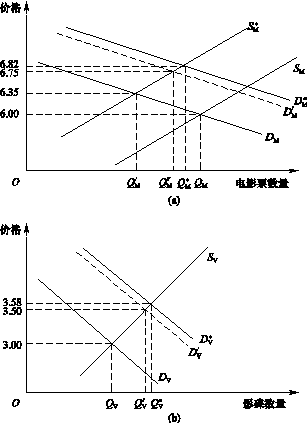 价格
S*M
6.82
6.75
SM
6.35
D*M
D′M
6.00
DM
O
Q′M Q″M Q*M QM 电影票数量
(a)
价格
SV
3.58
3.50
D*V
D′V
3.00
DV
O
QV Q′V Q*V 影碟数量
(b)